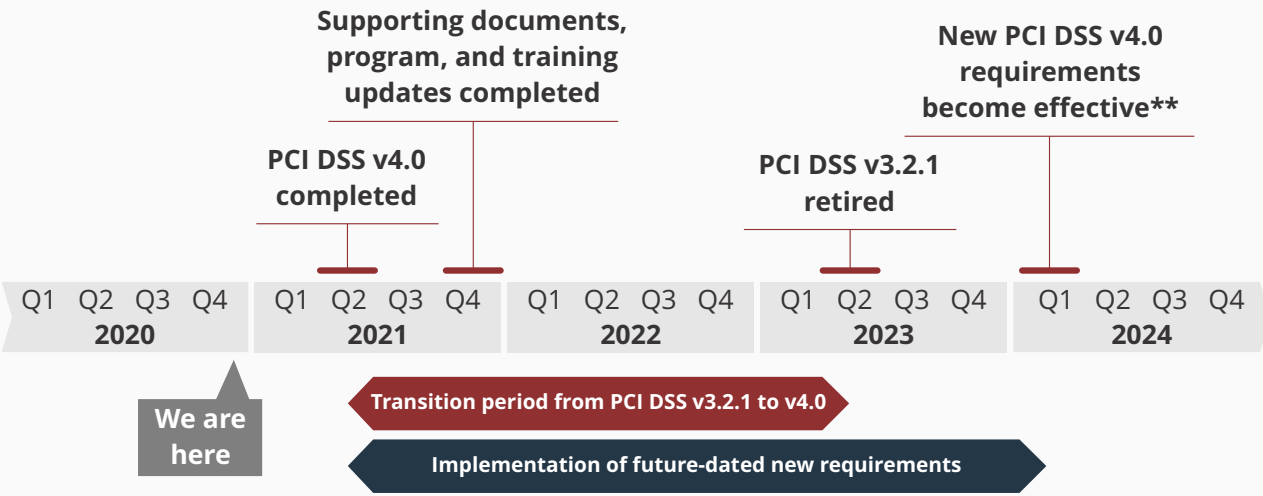 Supporting documents,
program, and training
updates completed
New PCI DSS v4.0
requirements
become effective**
PCI DSS v4.0
completed
PCI DSS v3.2.1
retired
Q1 Q2 Q3 Q4 Q1 Q2 Q3 Q4 Q1 Q2 Q3 Q4 Q1 Q2 Q3 Q4 Q1 Q2 Q3 Q4
2020 2021 2022 2023 2024
We are
here
Transition period from PCI DSS v3.2.1 to v4.0
Implementation of future-dated new requirements